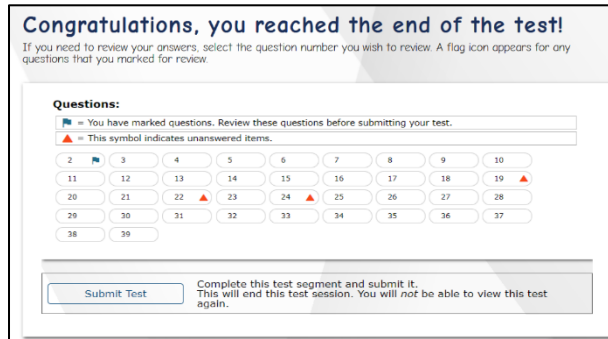 Congratulations, you reached the end of the test!
If you need to review your answers, select the question number you wish to review. A flag icon appears for any
questions that you marked for review.
Questions:
= You have marked questions. Review these questions before submitting your test.
= This symbol indicates unanswered items.
2 3 4 5 6 7 8 9 10
11 12 13 14 15 16 17 18 19
20 21 22 23 24 25 26 27 28
29 30 31 32 33 34 35 36 37
38 39
Submit Test
Complete this test segment and submit it.
This will end this test session. You will not be able to view this test
again.